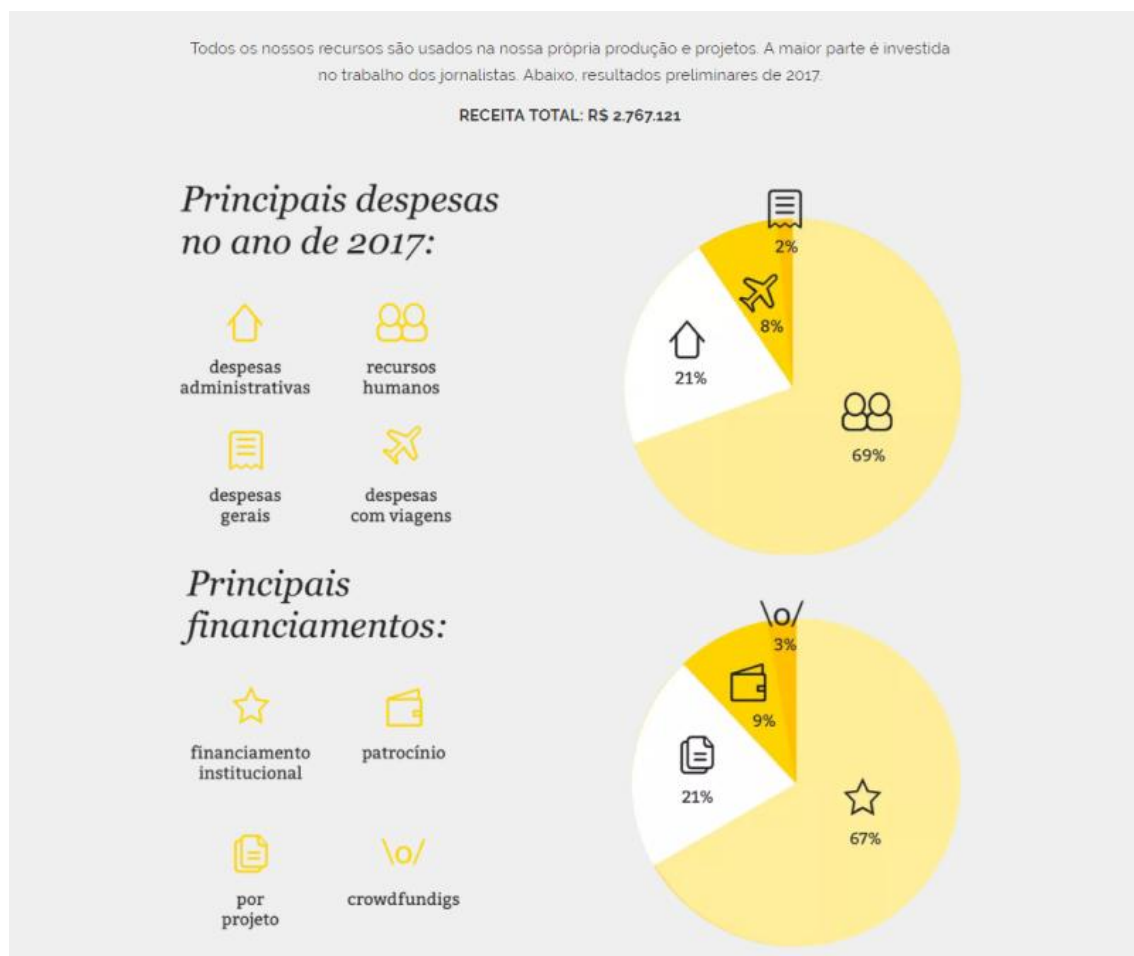 Todos os nossos recursos são usados na nossa própria produção e projetos. A maior parte é investida
no trabalho dos jornalistas. Abaixo, resultados preliminares de 2017.
RECEITA TOTAL: R$ 2.767.121
Principais despesas
no ano de 2017:
despesas
administrativas
recursos
humanos
despesas
gerais
despesas
com viagens
2%
8%
21%
69%
Principais
financiamentos:
financiamento
institucional
patrocínio
por
projeto
\o/
crowdfundigs
\o/
3%
9%
21%
67%